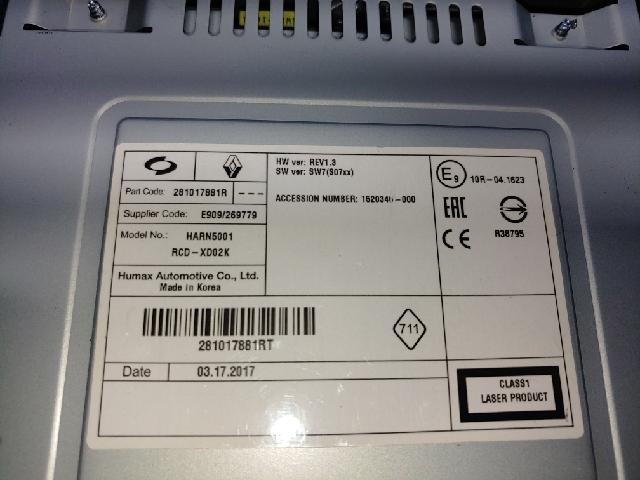 Part Code: 281017881R ---
Supplier Code: E909/269779
Model No.: HARN5001
RCD-XD02K
Humax Automotive Co., Ltd.
Made in Korea
HW ver: REV1.3
SW ver: SW7(S07xx)
ACCESSION NUMBER: 1620340-000
E9 10R-04.1623
EAC
CE
R38795
281017881RT
711
Date 03.17.2017
CLASS1
LASER PRODUCT